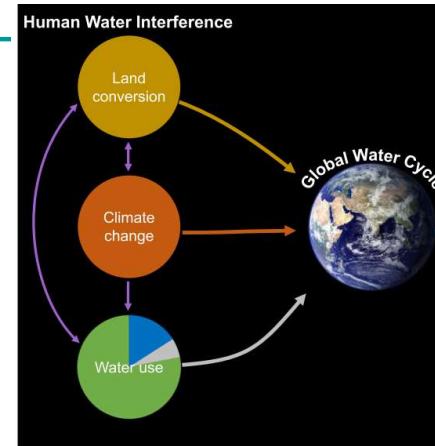 Human Water Interference
Land
conversion
Global Water Cycle
Climate
change
Water use